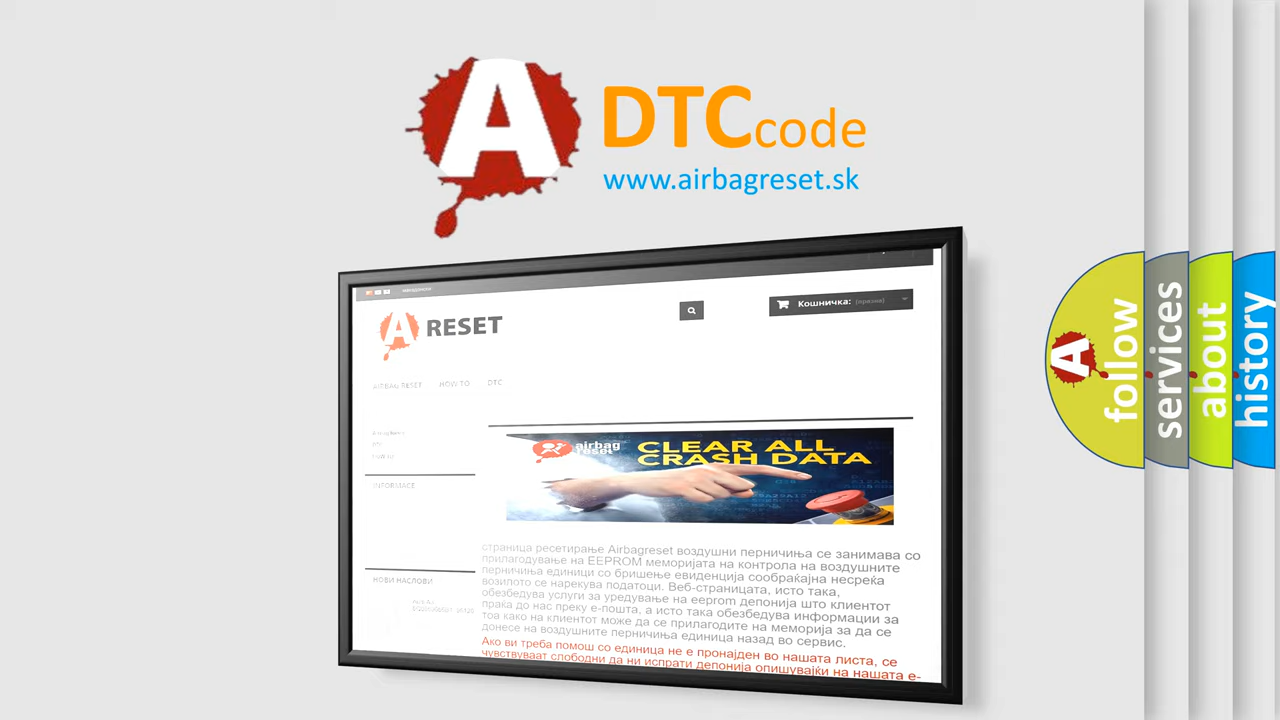 A
DTC code
www.airbagreset.sk
Кошничка: (празни)
A RESET
AIRBAG RESET HOW TO DTC
airbag
reset
CLEAR ALL
CRASH DATA
INFORMACE
НОВИ НАСЛОВИ
страница ресетирање Airbagreset воздушни перничиња се занимава со
прилагодување на EEPROM меморијата на контрола на воздушните
перничиња единици со бришење евиденција сообраќајна несреќа
возилото се нарекува податоци. Веб-страницата, исто така,
обезбедува услуги за уредување на eeprom депонија што клиентот
праќа до нас преку е-пошта, а исто така обезбедува информации за
тоа како на клиентот може да се прилагодите на меморија за да се
донесе на воздушните перничиња единица назад во сервис.
Ако ви треба помош со единица не е пронајден во нашата листа, се
чувствуваат слободни да ни испрати депонија опишувајќи на нашата е-
A
follow
services
about
history